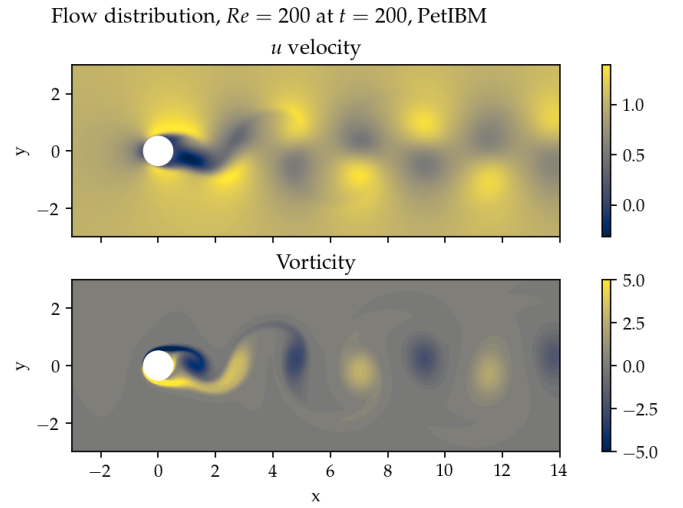 Flow distribution, Re = 200 at t = 200, PetIBM
u velocity
y
2
0
−2
1.0
0.5
0.0
Vorticity
y
2
0
−2
−2 0 2 4 6 8 10 12 14
x
5.0
2.5
0.0
−2.5
−5.0